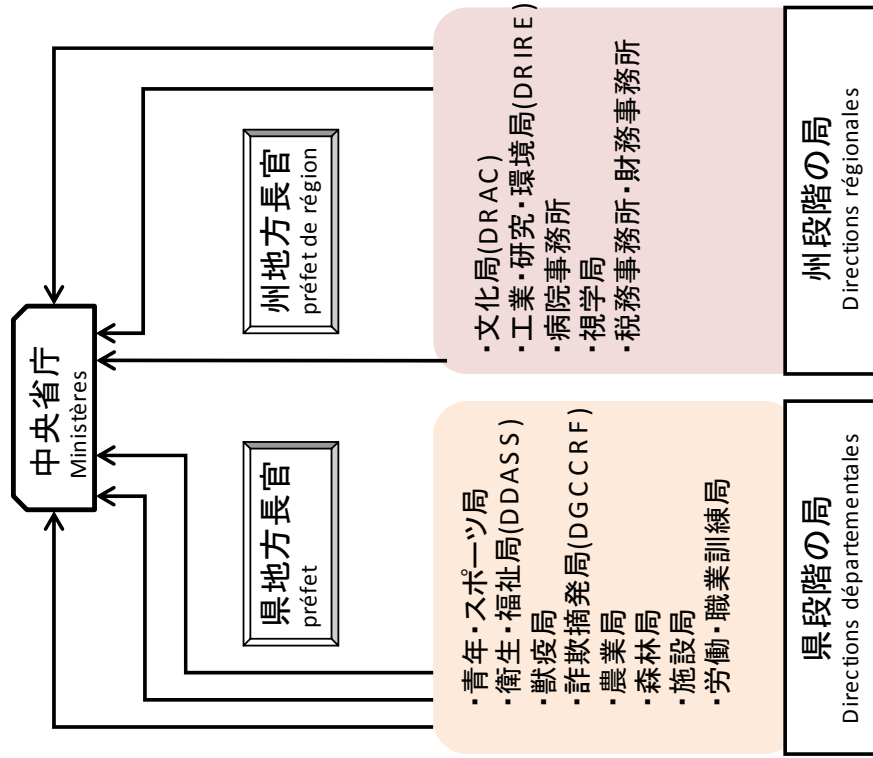 中央省庁
Ministères
県地方長官
préfet
州地方長官
préfet de région
・青年・スポーツ局
・衛生・福祉局(DDASS)
・獣疫局
・詐欺摘発局(DGCCRF)
・農業局
・森林局
・施設局
・労働・職業訓練局
・文化局(DRAC)
・工業・研究・環境局(DRIRE)
・病院事務所
・視学局
・税務事務所・財務事務所
県段階の局
Directions départementales
州段階の局
Directions régionales